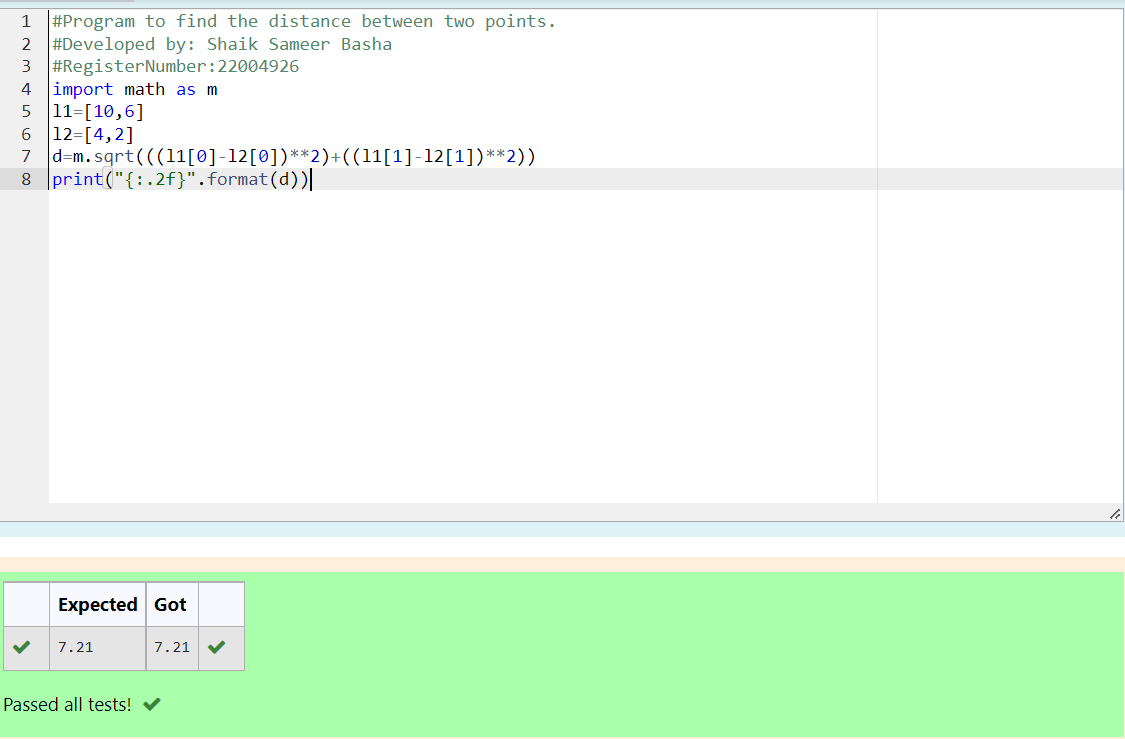 1 #Program to find the distance between two points.
2 #Developed by: Shaik Sameer Basha
3 #RegisterNumber:22004926
4 import math as m
5 l1=[10,6]
6 l2=[4,2]
7 d=m.sqrt(((l1[0]-l2[0])**2)+((l1[1]-l2[1])**2))
8 print("{:.2f}".format(d))
Expected Got
7.21 7.21
Passed all tests!